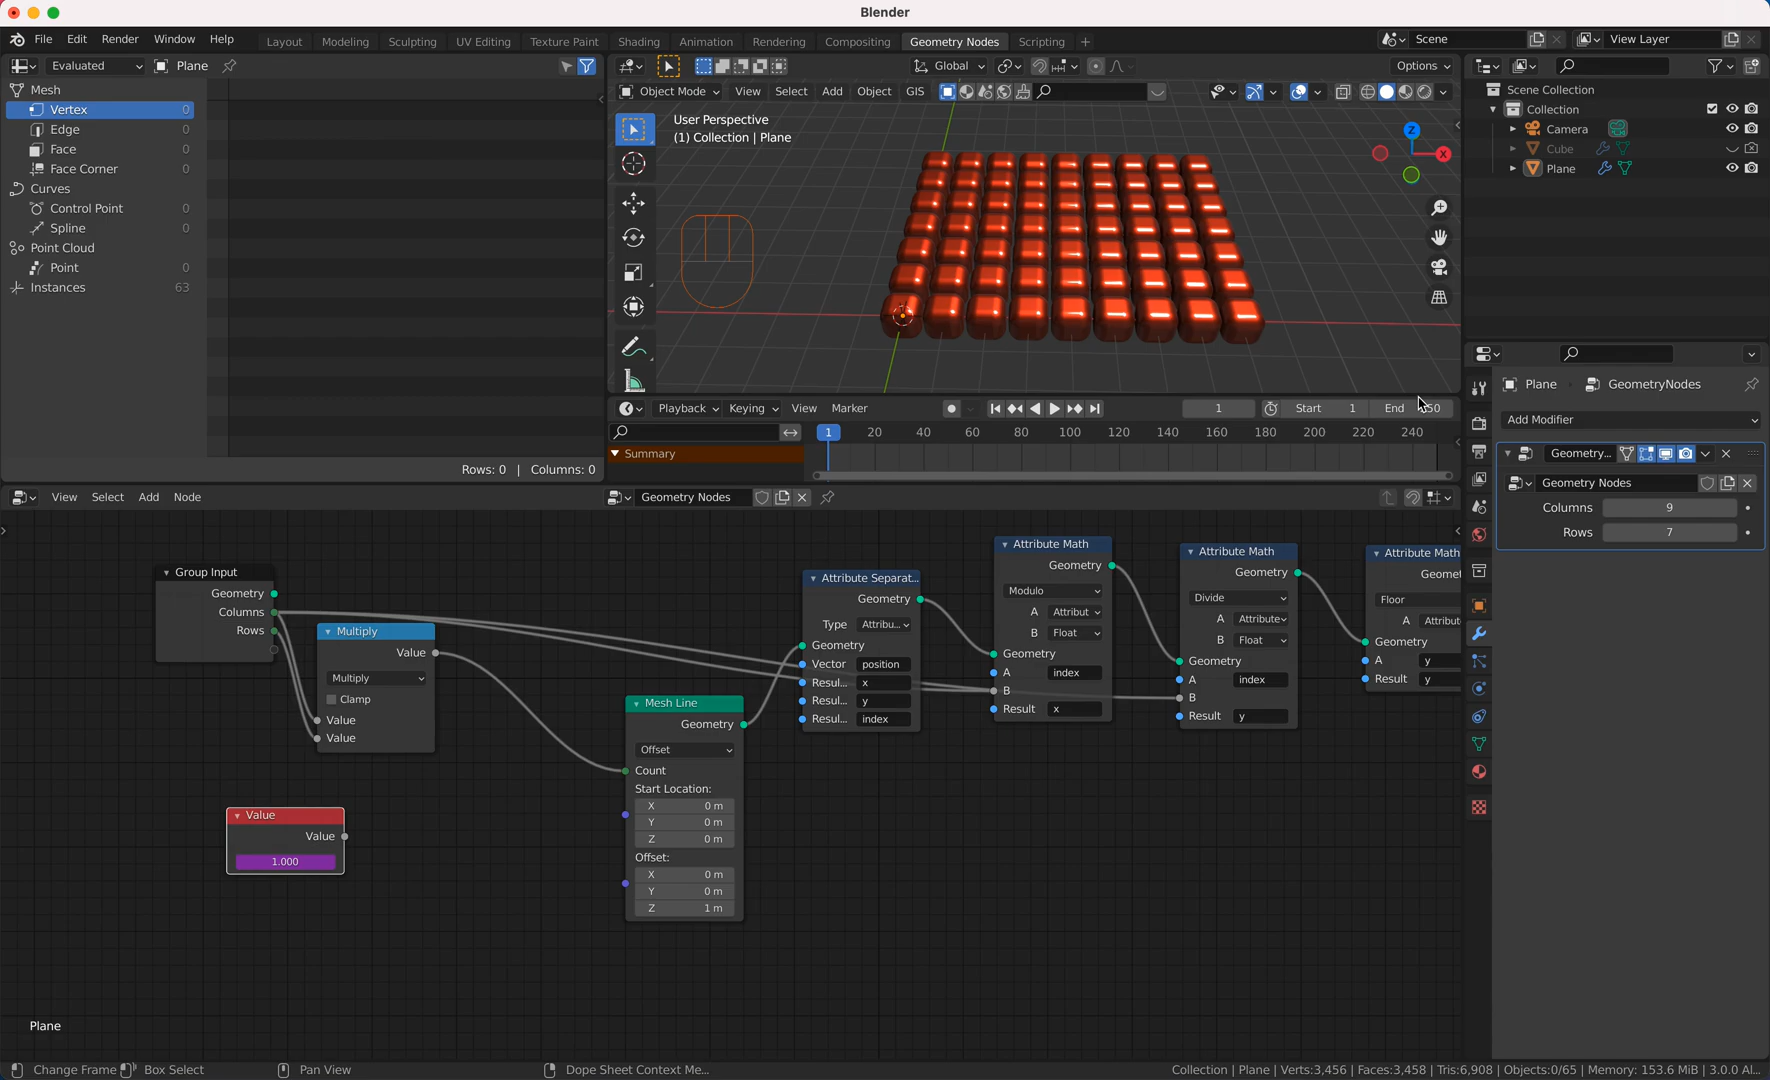 Blender
File Edit Render Window Help
Layout Modeling Sculpting UV Editing Texture Paint Shading Animation Rendering Compositing Geometry Nodes Scripting
Scene
View Layer
Evaluated Plane
Global
Options
Object Mode View Select Add Object GIS
User Perspective
(1) Collection | Plane
Mesh
Vertex 0
Edge 0
Face 0
Face Corner 0
Curves
Control Point 0
Spline 0
Point Cloud
Point 0
Instances 63
Rows: 0 | Columns: 0
Z
X
Playback Keying View Marker
1
Start 1
End
50
1 20 40 60 80 100 120 140 160 180 200 220 240
Summary
Scene Collection
Collection
Camera
Cube
Plane
Plane GeometryNodes
Add Modifier
Geometry...
Geometry Nodes
Columns 9
Rows 7
View Select Add Node
Geometry Nodes
Group Input
Geometry
Columns
Rows
Multiply
Value
Multiply
Clamp
Value
Value
Value
Value
1.000
Mesh Line
Geometry
Offset
Count
Start Location:
X 0 m
Y 0 m
Z 0 m
Offset:
X 0 m
Y 0 m
Z 1 m
Attribute Separat...
Geometry
Type Attribu...
Geometry
Vector position
Resul... x
Resul... y
Resul... index
Attribute Math
Geometry
Modulo
A Attribut
B Float
Geometry
A index
B
Result x
Attribute Math
Geometry
Divide
A Attribute
B Float
Geometry
A index
B
Result y
Attribute Math
Geomet
Floor
A Attribut
Geometry
A y
Result y
Plane
Change Frame Box Select Pan View Dope Sheet Context Me...
Collection | Plane | Verts:3,456 | Faces:3,458 | Tris:6,908 | Objects:0/65 | Memory: 153.6 MiB | 3.0.0 Al...